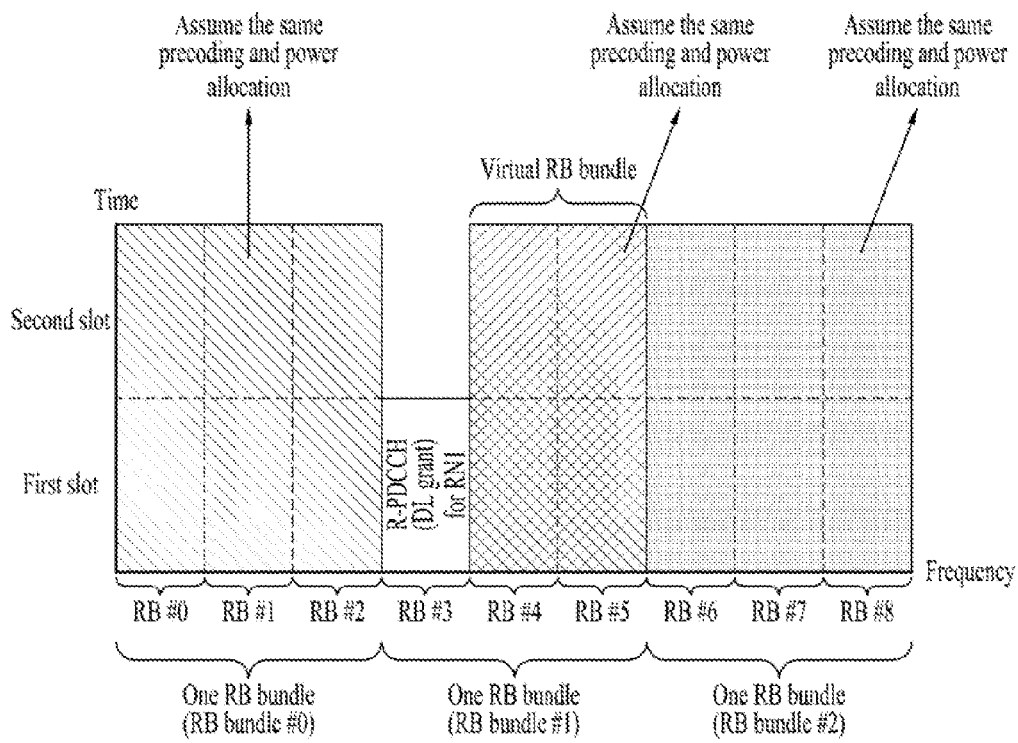 Assume the same
precoding and power
allocation
Assume the same
precoding and power
allocation
Assume the same
precoding and power
allocation
Virtual RB bundle
Time
Second slot
First slot
R-PDCCH
(DL grant)
for RN1
Frequency
RB #0
RB #1
RB #2
RB #3
RB #4
RB #5
RB #6
RB #7
RB #8
One RB bundle
(RB bundle #0)
One RB bundle
(RB bundle #1)
One RB bundle
(RB bundle #2)